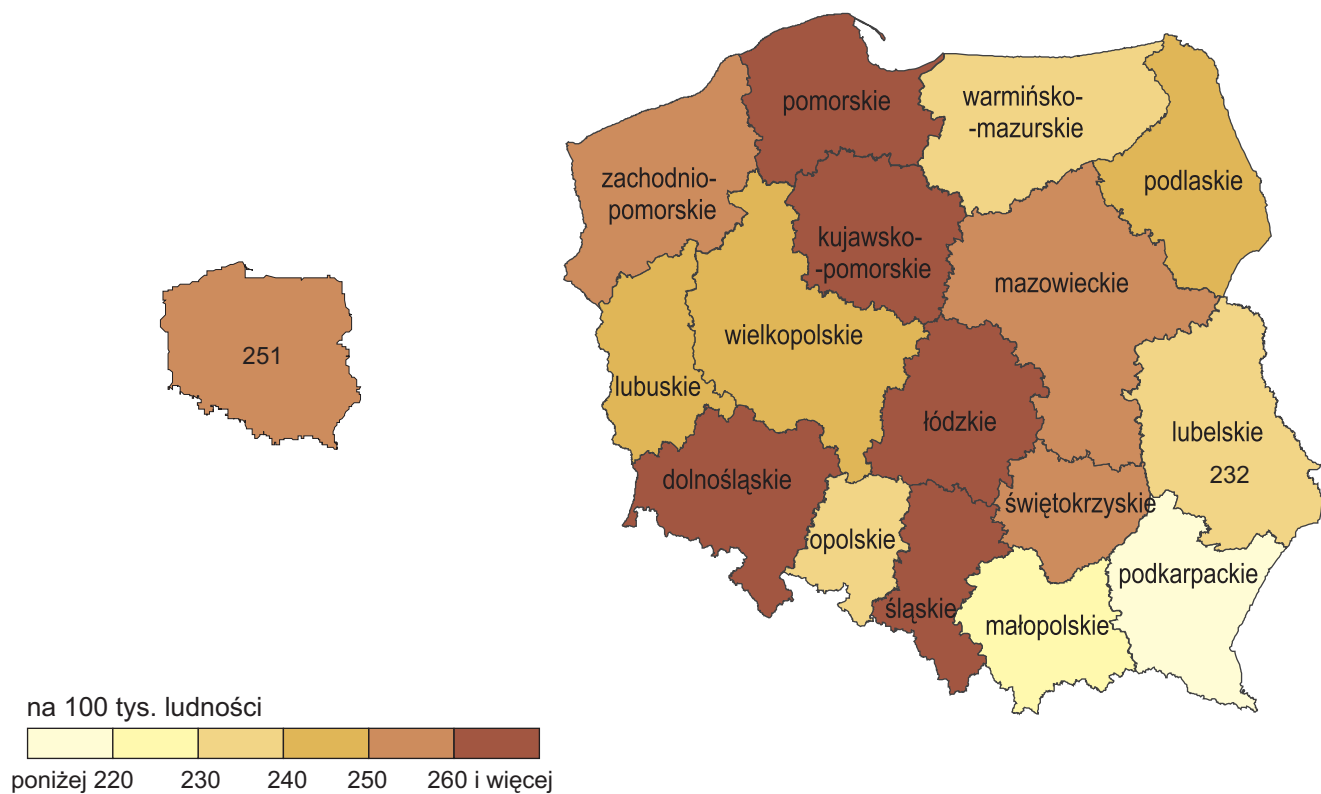 pomorskie
warmińsko-
-mazurskie
zachodnio-
pomorskie
podlaskie
kujawsko-
-pomorskie
mazowieckie
wielkopolskie
251
lubuskie
łódzkie
lubelskie
232
dolnośląskie
świętokrzyskie
opolskie
podkarpackie
śląskie
małopolskie
na 100 tys. ludności
poniżej 220 230 240 250 260 i więcej